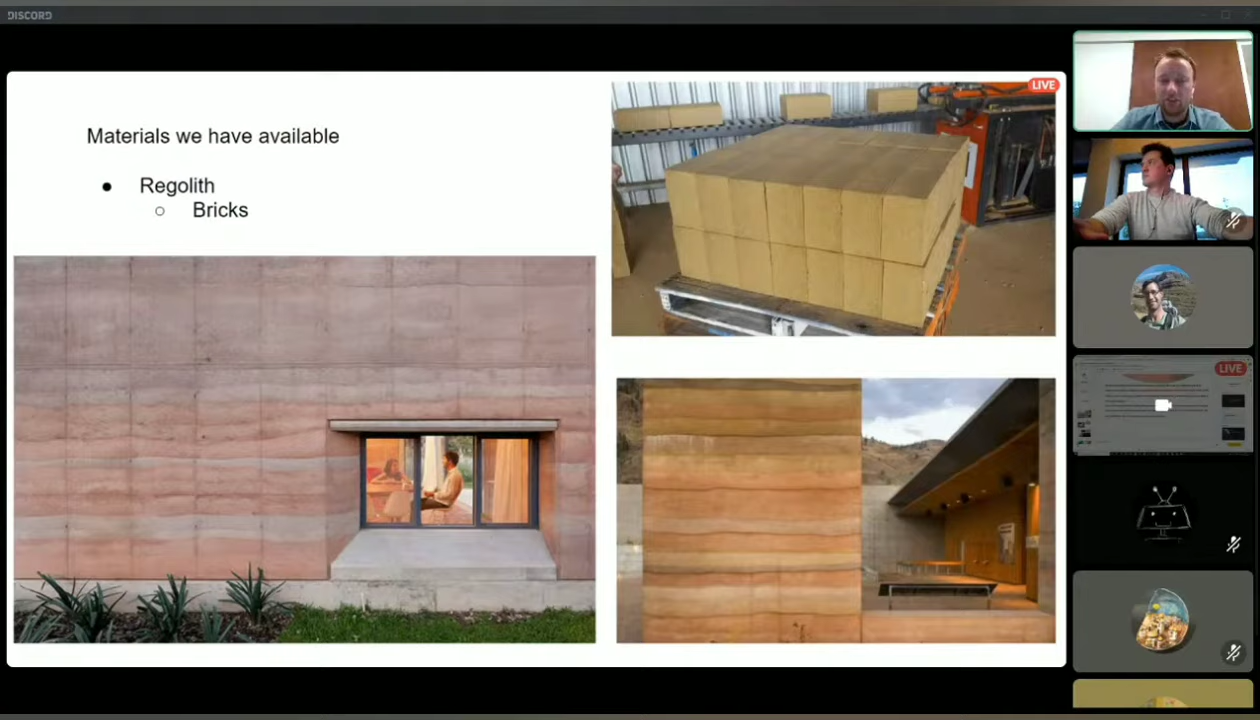 DISCORD
Materials we have available
● Regolith
○ Bricks
LIVE
LIVE